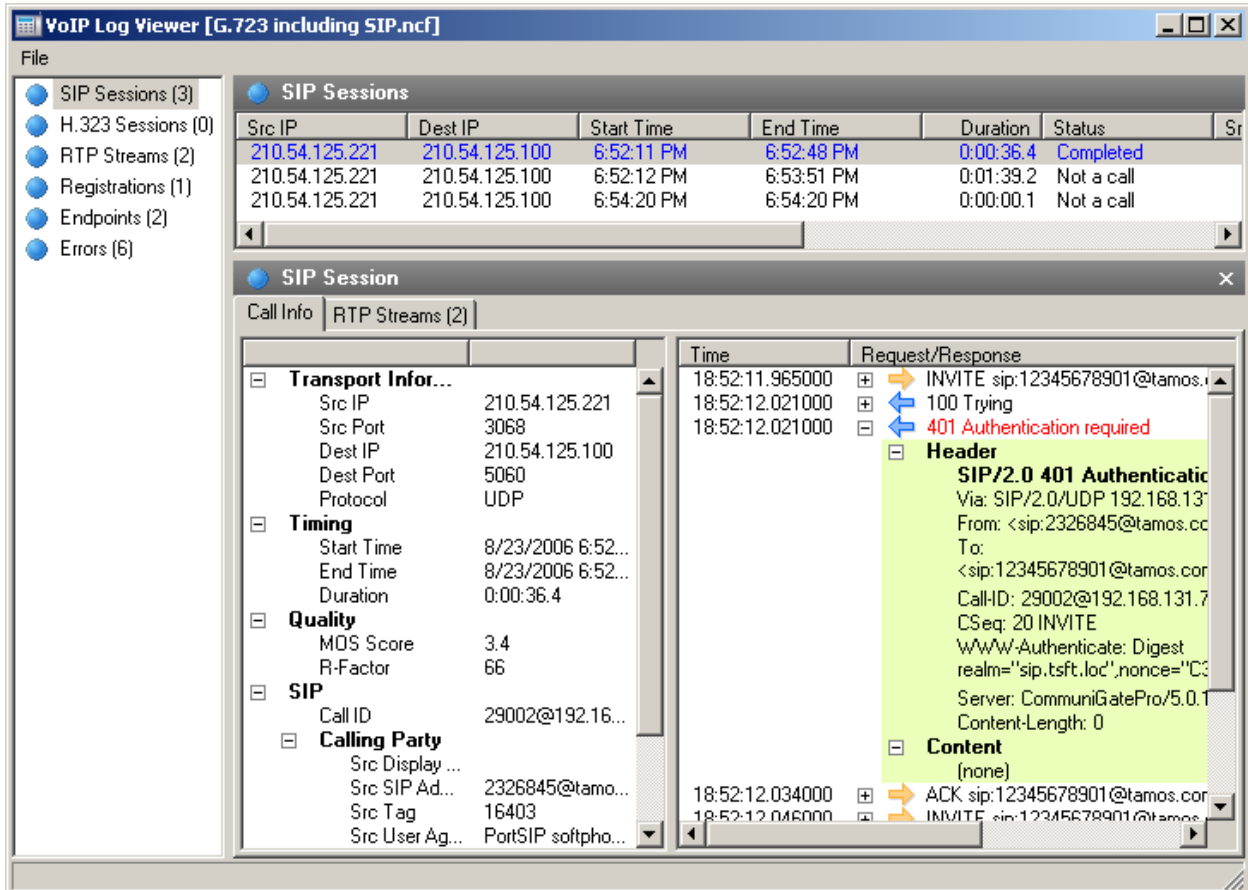 VoIP Log Viewer [G.723 including SIP.ncf]
File
SIP Sessions (3)
H.323 Sessions (0)
RTP Streams (2)
Registrations (1)
Endpoints (2)
Errors (6)
SIP Sessions
Src IP Dest IP Start Time End Time Duration Status Sr
210.54.125.221 210.54.125.100 6:52:11 PM 6:52:48 PM 0:00:36.4 Completed
210.54.125.221 210.54.125.100 6:52:12 PM 6:53:51 PM 0:01:39.2 Not a call
210.54.125.221 210.54.125.100 6:54:20 PM 6:54:20 PM 0:00:00.1 Not a call
SIP Session
Call Info RTP Streams (2)
Transport Infor...
Src IP 210.54.125.221
Src Port 3068
Dest IP 210.54.125.100
Dest Port 5060
Protocol UDP
Timing
Start Time 8/23/2006 6:52...
End Time 8/23/2006 6:52...
Duration 0:00:36.4
Quality
MOS Score 3.4
R-Factor 66
SIP
Call ID 29002@192.16...
Calling Party
Src Display ...
Src SIP Ad... 2326845@tamo...
Src Tag 16403
Src User Ag... PortSIP softpho...
Time Request/Response
18:52:11.965000 INVITE sip:12345678901@tamos.
18:52:12.021000 100 Trying
18:52:12.021000 401 Authentication required
Header
SIP/2.0 401 Authenticatic
Via: SIP/2.0/UDP 192.168.13
From: <sip:2326845@tamos.cc
To:
<sip:12345678901@tamos.cor
Call-ID: 29002@192.168.131.7
CSeq: 20 INVITE
WWW-Authenticate: Digest
realm="sip.tsft.loc",nonce="C3
Server: CommuniGatePro/5.0.1
Content-Length: 0
Content
(none)
18:52:12.034000 ACK sip:12345678901@tamos.cor
18:52:12.046000 INVITE sip:12345678901@tamos.